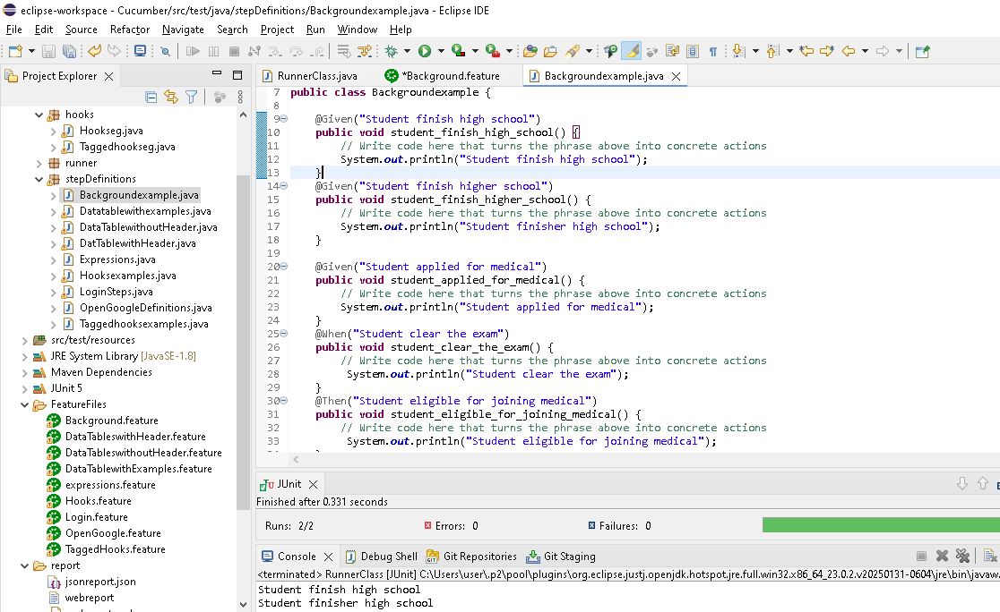 eclipse-workspace - Cucumber/src/test/java/stepDefinitions/Backgroundexample.java - Eclipse IDE
File Edit Source Refactor Navigate Search Project Run Window Help
Project Explorer
hooks
Hookseg.java
Taggedhookseg.java
runner
stepDefinitions
Backgroundexample.java
Datatablewithexamples.java
DataTablewithoutHeader.java
DatTablewithHeader.java
Expressions.java
Hooksexamples.java
LoginSteps.java
OpenGoogleDefinitions.java
Taggedhooksexamples.java
src/test/resources
JRE System Library [JavaSE-1.8]
Maven Dependencies
JUnit 5
FeatureFiles
Background.feature
DataTableswithHeader.feature
DataTableswithoutHeader.feature
DataTablewithExamples.feature
expressions.feature
Hooks.feature
Login.feature
OpenGoogle.feature
TaggedHooks.feature
report
jsonreport.json
webreport
RunnerClass.java *Background.feature Backgroundexample.java
7 public class Backgroundexample {
8
9 @Given("Student finish high school")
10 public void student_finish_high_school() {
11 // Write code here that turns the phrase above into concrete actions
12 System.out.println("Student finish high school");
13 }
14 @Given("Student finish higher school")
15 public void student_finish_higher_school() {
16 // Write code here that turns the phrase above into concrete actions
17 System.out.println("Student finisher high school");
18 }
19
20 @Given("Student applied for medical")
21 public void student_applied_for_medical() {
22 // Write code here that turns the phrase above into concrete actions
23 System.out.println("Student applied for medical");
24 }
25 @When("Student clear the exam")
26 public void student_clear_the_exam() {
27 // Write code here that turns the phrase above into concrete actions
28 System.out.println("Student clear the exam");
29 }
30 @Then("Student eligible for joining medical")
31 public void student_eligible_for_joining_medical() {
32 // Write code here that turns the phrase above into concrete actions
33 System.out.println("Student eligible for joining medical");
JUnit
Finished after 0.331 seconds
Runs: 2/2 Errors: 0 Failures: 0
Console Debug Shell Git Repositories Git Staging
<terminated> RunnerClass [JUnit] C:\Users\user\.p2\pool\plugins\org.eclipse.justj.openjdk.hotspot.jre.full.win32.x86_64_23.0.2.v20250131-0604\jre\bin\javaw.
Student finish high school
Student finisher high school